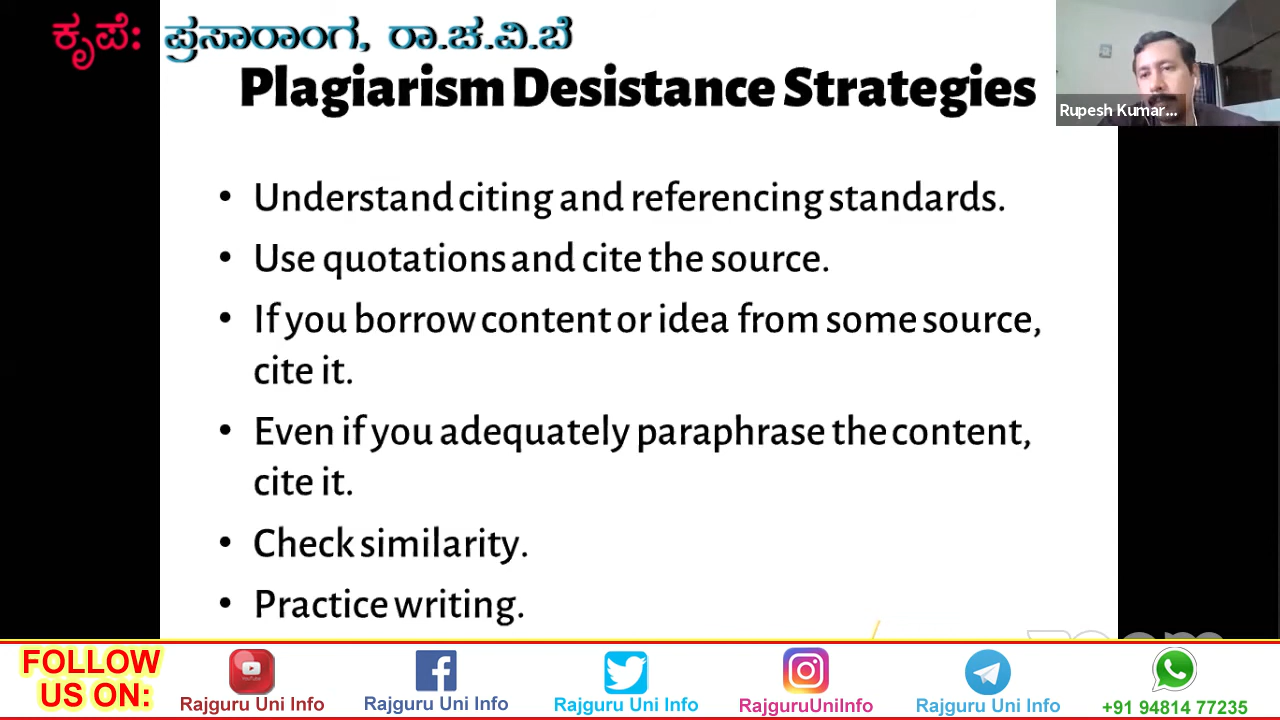 ಕೃಪೆ: ಪ್ರಸಾರಾಂಗ, ರಾ.ಚ.ವಿ.ಬೆ
Plagiarism Desistance Strategies
Rupesh Kumar...
• Understand citing and referencing standards.
• Use quotations and cite the source.
• If you borrow content or idea from some source,
cite it.
• Even if you adequately paraphrase the content,
cite it.
• Check similarity.
• Practice writing.
zoom
FOLLOW
US ON:
YouTube
Rajguru Uni Info
Rajguru Uni Info
Rajguru Uni Info
RajguruUniInfo
Rajguru Uni Info
+91 94814 77235